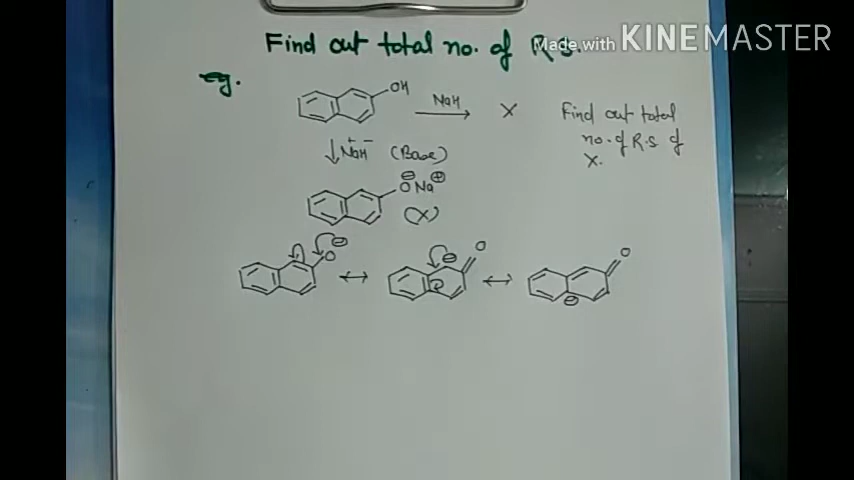 Find out total no. of R.S.
Made with KINEMASTER
eg.
OH
NaH
X
Find out total
no. of R.S of
X.
NaH (Base)
+ -
⊖ ⊕
O Na
(X)
⊖
O
↔
⊖
O
↔
⊖
O